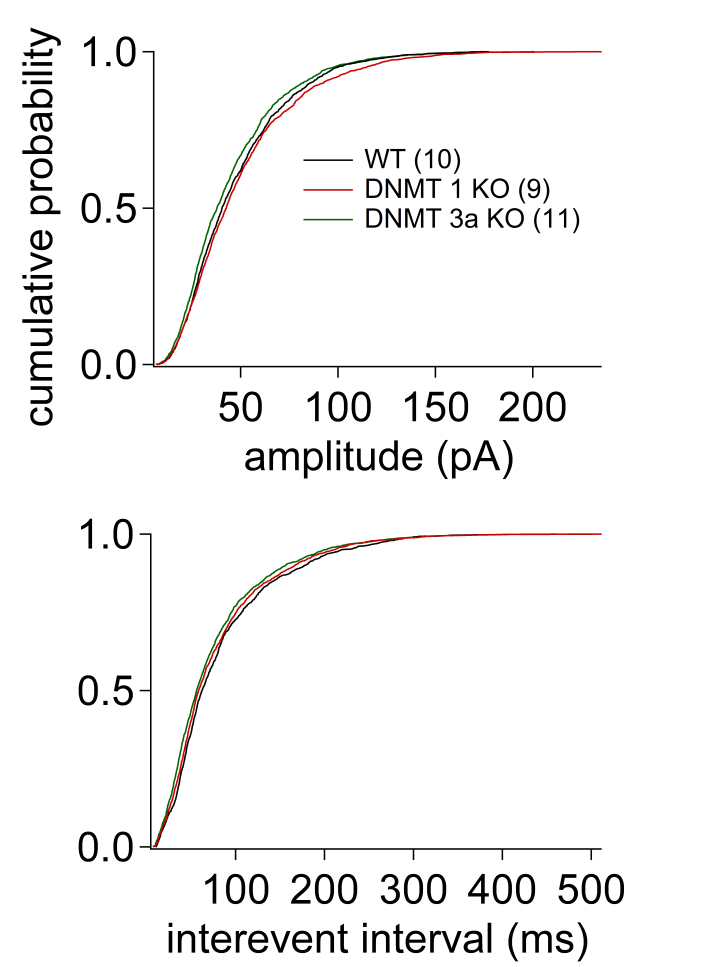 cumulative probability
1.0
0.5
0.0
WT (10)
DNMT 1 KO (9)
DNMT 3a KO (11)
50 100 150 200
amplitude (pA)
1.0
0.5
0.0
100 200 300 400 500
interevent interval (ms)